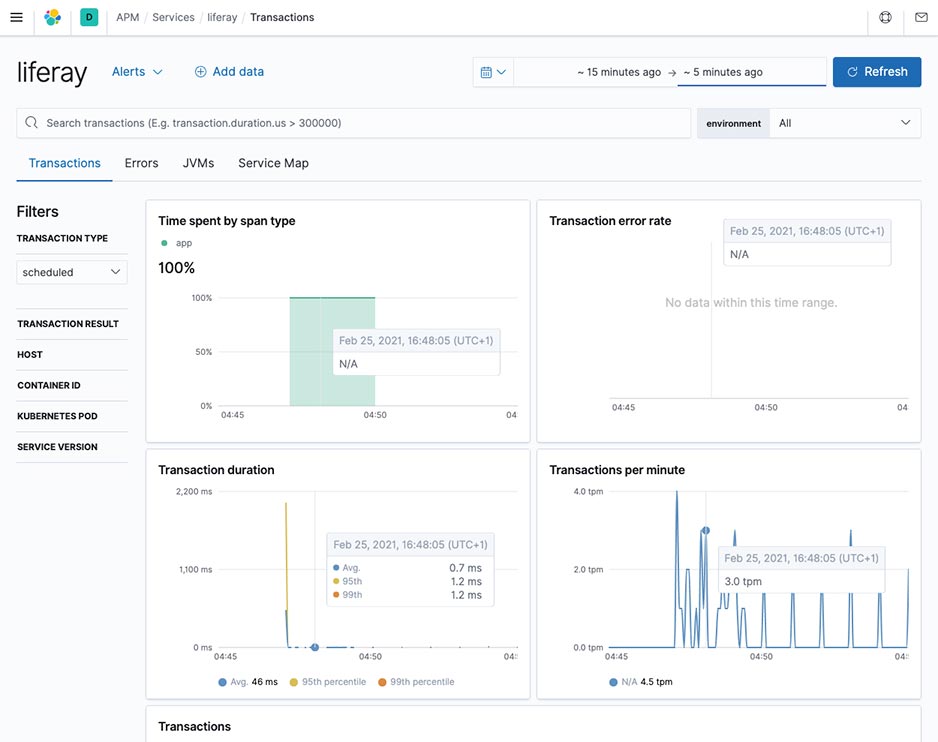 D APM / Services / liferay / Transactions
liferay Alerts Add data ~ 15 minutes ago → ~ 5 minutes ago Refresh
Search transactions (E.g. transaction.duration.us > 300000) environment All
Transactions Errors JVMs Service Map
Filters
TRANSACTION TYPE
scheduled
TRANSACTION RESULT
HOST
CONTAINER ID
KUBERNETES POD
SERVICE VERSION
Time spent by span type
app
100%
100%
50%
0%
04:45 04:50 04
Feb 25, 2021, 16:48:05 (UTC+1)
N/A
Transaction error rate
Feb 25, 2021, 16:48:05 (UTC+1)
N/A
No data within this time range.
04:45 04:50 04
Transaction duration
2,200 ms
1,100 ms
0 ms
04:45 04:50 04:
Feb 25, 2021, 16:48:05 (UTC+1)
Avg. 0.7 ms
95th 1.2 ms
99th 1.2 ms
Avg. 46 ms 95th percentile 99th percentile
Transactions per minute
4.0 tpm
2.0 tpm
0.0 tpm
04:45 04:50 04:
Feb 25, 2021, 16:48:05 (UTC+1)
3.0 tpm
N/A 4.5 tpm
Transactions